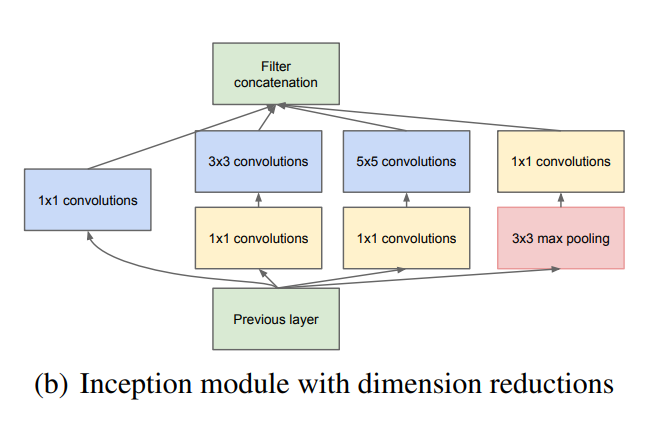 Filter
concatenation
3x3 convolutions
5x5 convolutions
1x1 convolutions
1x1 convolutions
1x1 convolutions
1x1 convolutions
3x3 max pooling
Previous layer
(b) Inception module with dimension reductions